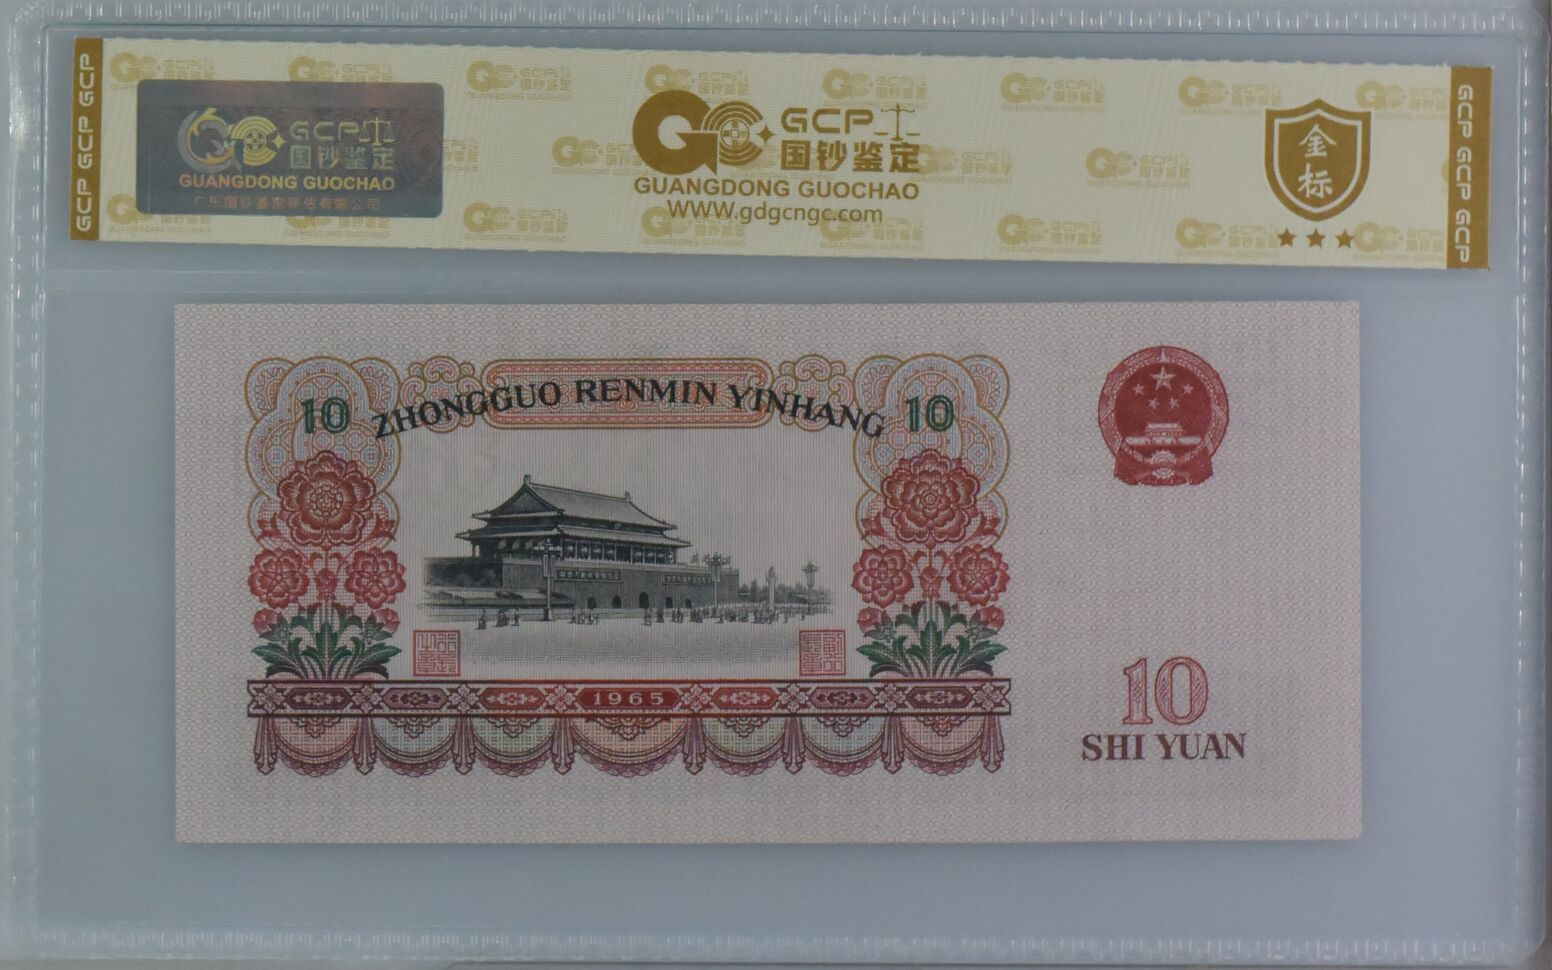 GCP GCP GCP
GCP
国钞鉴定
GUANGDONG GUOCHAO
广东国钞鉴定评估有限公司
GCP
国钞鉴定
GUANGDONG GUOCHAO
WWW.gdgcngc.com
金
标
GCP GCP GCP
10 ZHONGGUO RENMIN YINHANG 10
1965
10
SHI YUAN